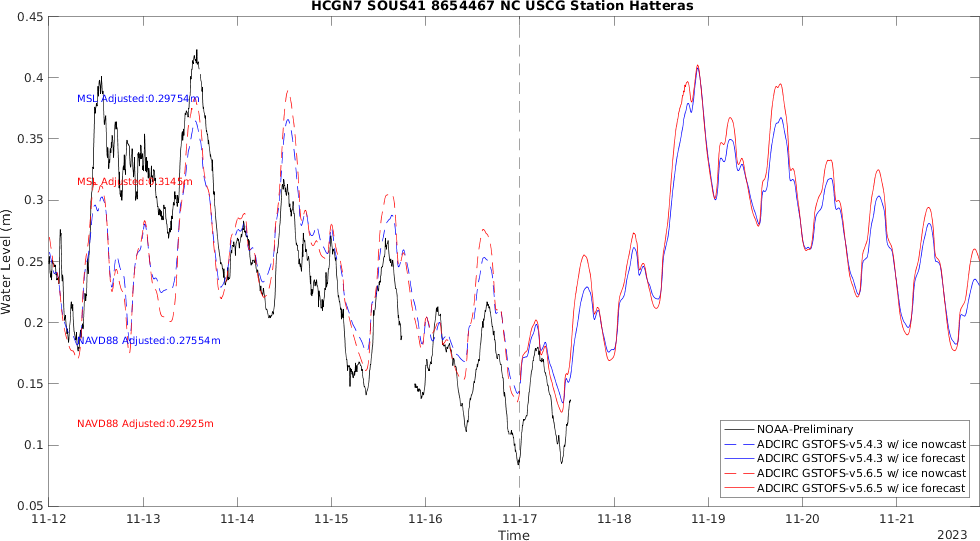 HCGN7 SOUS41 8654467 NC USCG Station Hatteras
0.45
0.4
0.35
0.3
0.25
0.2
0.15
0.1
0.05
Water Level (m)
MSL Adjusted:0.29754m
MSL Adjusted:0.3145m
NAVD88 Adjusted:0.27554m
NAVD88 Adjusted:0.2925m
NOAA-Preliminary
ADCIRC GSTOFS-v5.4.3 w/ ice nowcast
ADCIRC GSTOFS-v5.4.3 w/ ice forecast
ADCIRC GSTOFS-v5.6.5 w/ ice nowcast
ADCIRC GSTOFS-v5.6.5 w/ ice forecast
11-12 11-13 11-14 11-15 11-16 11-17 11-18 11-19 11-20 11-21
Time
2023